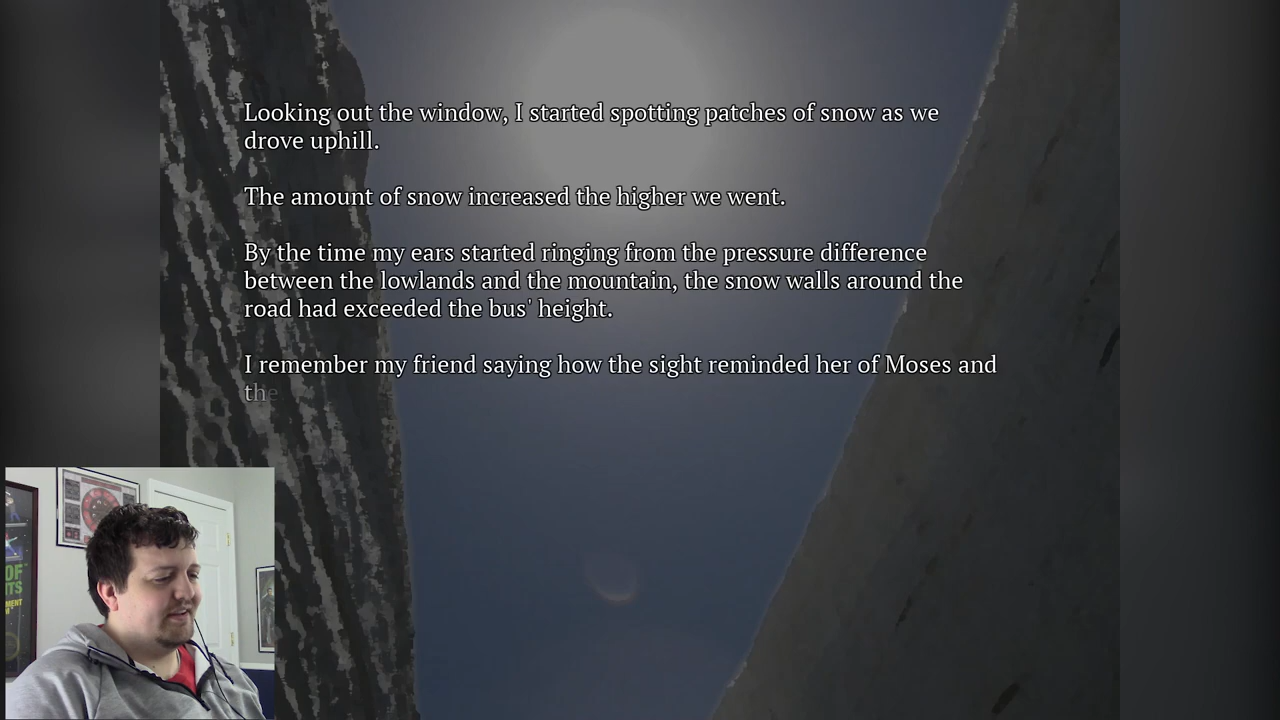 Looking out the window, I started spotting patches of snow as we
drove uphill.
The amount of snow increased the higher we went.
By the time my ears started ringing from the pressure difference
between the lowlands and the mountain, the snow walls around the
road had exceeded the bus' height.
I remember my friend saying how the sight reminded her of Moses and
the